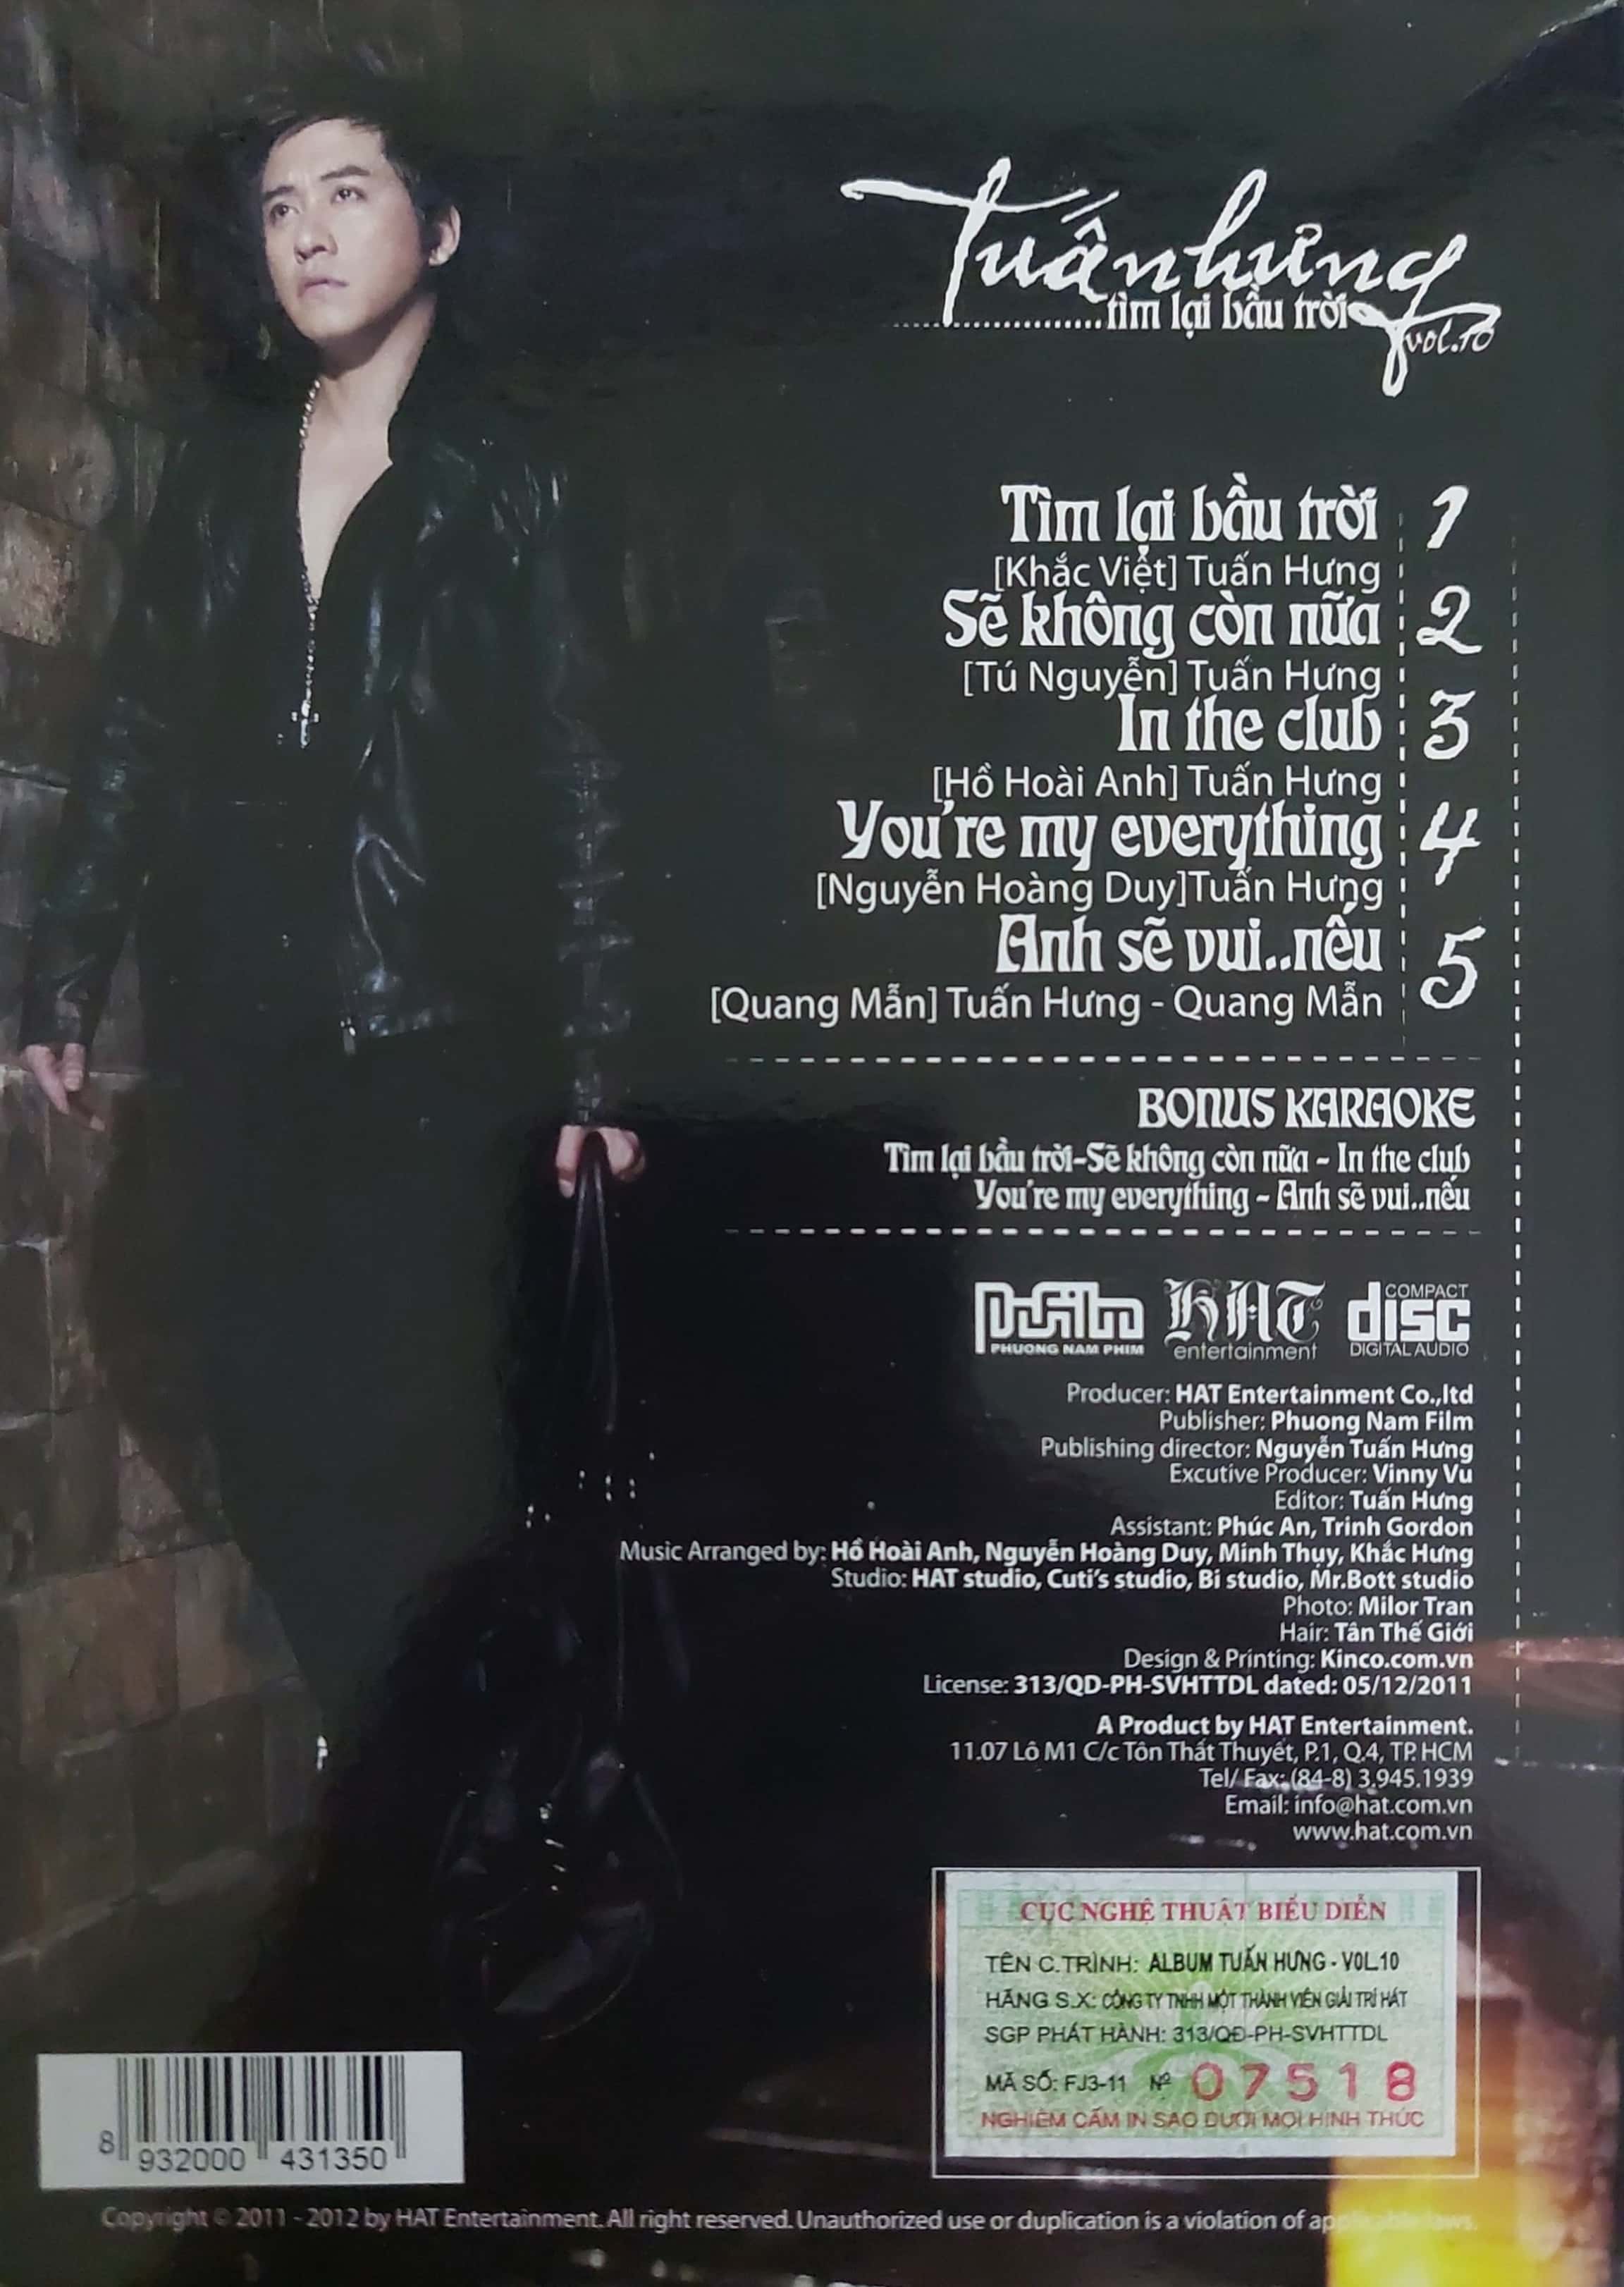 Tuấn hưng
tìm lại bầu trời
vol.10
Tìm lại bầu trời 1
[Khắc Việt] Tuấn Hưng
Sẽ không còn nữa 2
[Tú Nguyễn] Tuấn Hưng
In the club 3
[Hồ Hoài Anh] Tuấn Hưng
You're my everything 4
[Nguyễn Hoàng Duy]Tuấn Hưng
Anh sẽ vui..nếu 5
[Quang Mẫn] Tuấn Hưng - Quang Mẫn
BONUS KARAOKE
Tìm lại bầu trời-Sẽ không còn nữa - In the club
You're my everything - Anh sẽ vui..nếu
PHUONG NAM PHIM
HAT
entertainment
COMPACT
disc
DIGITAL AUDIO
Producer: HAT Entertainment Co.,ltd
Publisher: Phuong Nam Film
Publishing director: Nguyễn Tuấn Hưng
Excutive Producer: Vinny Vu
Editor: Tuấn Hưng
Assistant: Phúc An, Trinh Gordon
Music Arranged by: Hồ Hoài Anh, Nguyễn Hoàng Duy, Minh Thụy, Khắc Hưng
Studio: HAT studio, Cuti's studio, Bi studio, Mr.Bott studio
Photo: Milor Tran
Hair: Tân Thế Giới
Design & Printing: Kinco.com.vn
License: 313/QD-PH-SVHTTDL dated: 05/12/2011
A Product by HAT Entertainment.
11.07 Lô M1 C/c Tôn Thất Thuyết, P.1, Q.4, TP. HCM
Tel/ Fax: (84-8) 3.945.1939
Email: info@hat.com.vn
www.hat.com.vn
CỤC NGHỆ THUẬT BIỂU DIỄN
TÊN C.TRÌNH: ALBUM TUẤN HƯNG - VOL.10
HÃNG S.X: CÔNG TY TNHH MỘT THÀNH VIÊN GIẢI TRÍ HÁT
SGP PHÁT HÀNH: 313/QĐ-PH-SVHTTDL
MÃ SỐ: FJ3-11 Nº 07518
NGHIÊM CẤM IN SAO DƯỚI MỌI HÌNH THỨC
8 932000 431350
Copyright © 2011 - 2012 by HAT Entertainment. All right reserved. Unauthorized use or duplication is a violation of applicable laws.